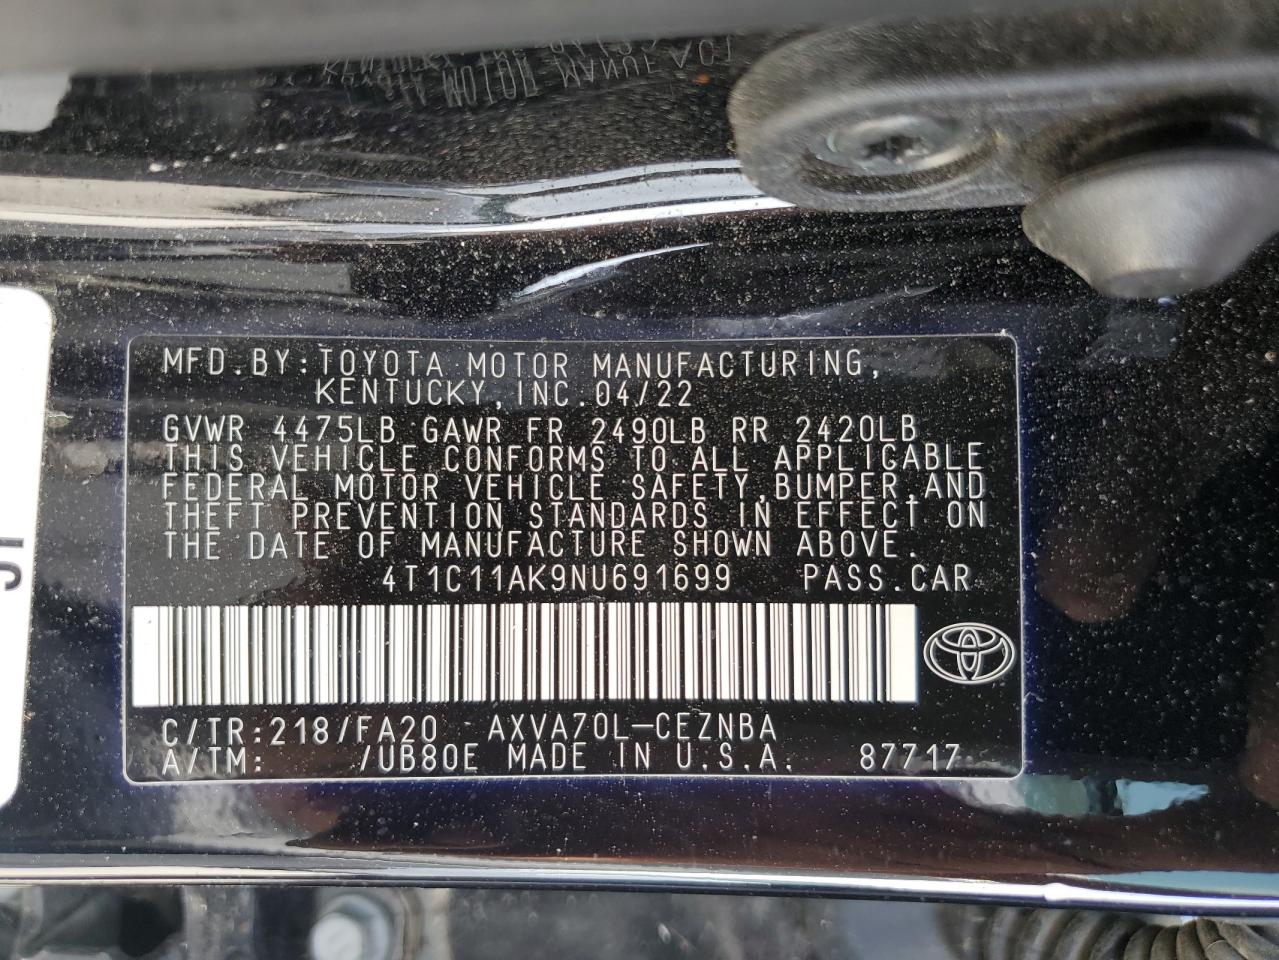 MFD.BY:TOYOTA MOTOR MANUFACTURING,
KENTUCKY,INC.04/22
GVWR 4475LB GAWR FR 2490LB RR 2420LB
THIS VEHICLE CONFORMS TO ALL APPLICABLE
FEDERAL MOTOR VEHICLE SAFETY,BUMPER,AND
THEFT PREVENTION STANDARDS IN EFFECT ON
THE DATE OF MANUFACTURE SHOWN ABOVE.
4T1C11AK9NU691699 PASS.CAR
C/TR:218/FA20 AXVA70L-CEZNBA
A/TM: /UB80E MADE IN U.S.A. 87717